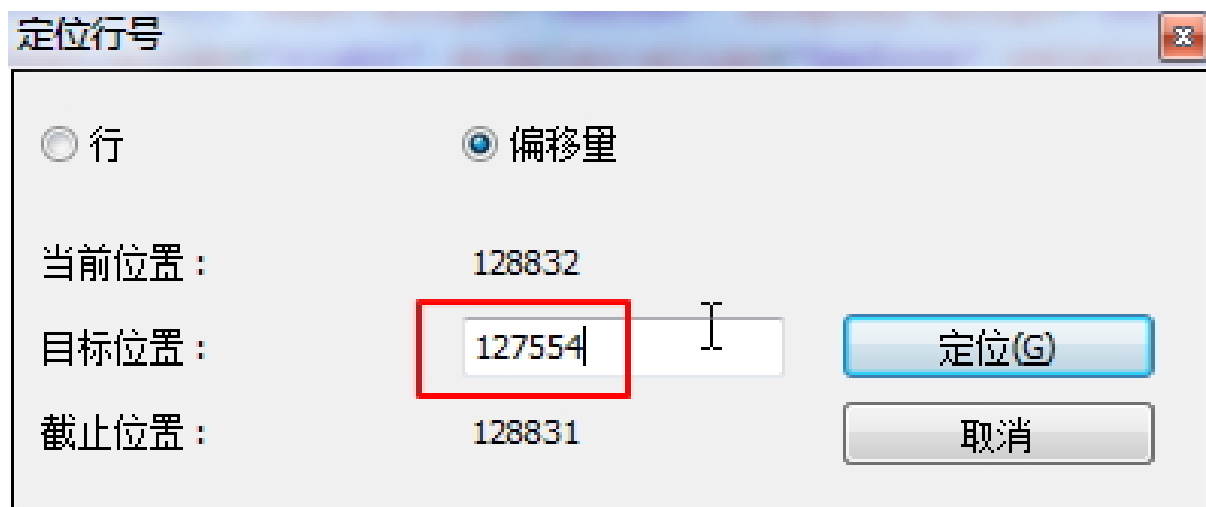 定位行号
行 偏移量
当前位置： 128832
目标位置： 127554 定位(G)
截止位置： 128831 取消